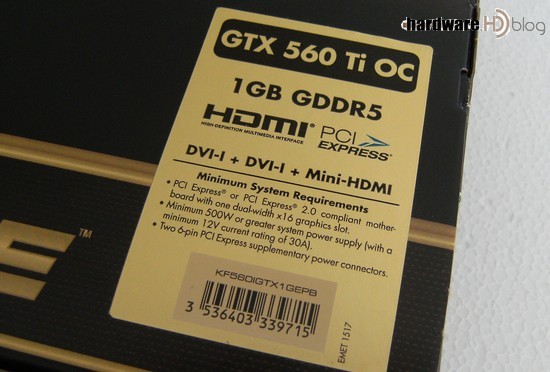 hardware.HD blog
GTX 560 Ti OC
1GB GDDR5
HDMI®
HIGH-DEFINITION MULTIMEDIA INTERFACE
PCI
EXPRESS®
DVI-I + DVI-I + Mini-HDMI
Minimum System Requirements
• PCI Express® or PCI Express® 2.0 compliant mother-
board with one dual-width x16 graphics slot.
• Minimum 500W or greater system power supply (with a
minimum 12V current rating of 30A).
• Two 6-pin PCI Express supplementary power connectors.
KF560IGTX1GEPB
3 536403 339715
EMET 1517
E™